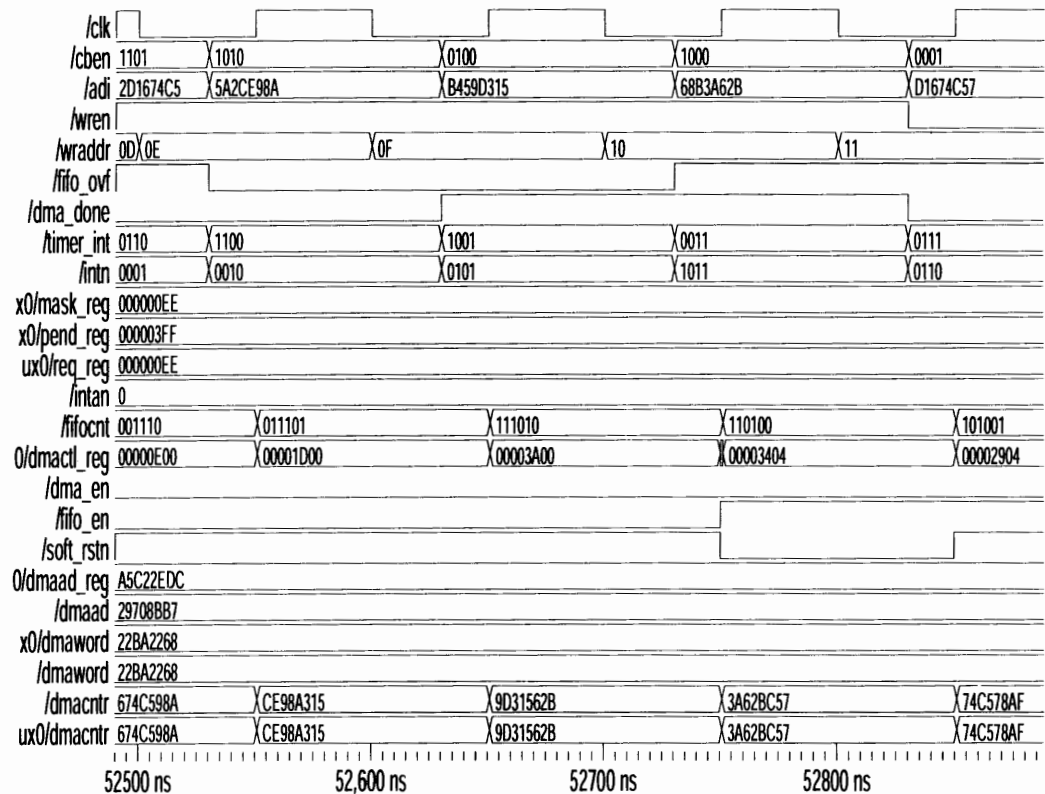 /clk
/cben 1101 1010 0100 1000 0001
/adi 2D1674C5 5A2CE98A B459D315 68B3A62B D1674C57
/wren
/wraddr 0D 0E 0F 10 11
/fifo_ovf
/dma_done
/timer_int 0110 1100 1001 0011 0111
/intn 0001 0010 0101 1011 0110
x0/mask_reg 000000EE
x0/pend_reg 000003FF
ux0/req_reg 000000EE
/intan 0
/fifocnt 001110 011101 111010 110100 101001
0/dmactl_reg 00000E00 00001D00 00003A00 00003404 00002904
/dma_en
/fifo_en
/soft_rstn
0/dmaad_reg A5C22EDC
/dmaad 29708BB7
x0/dmaword 22BA2268
/dmaword 22BA2268
/dmacntr 674C598A CE98A315 9D31562B 3A62BC57 74C578AF
ux0/dmacntr 674C598A CE98A315 9D31562B 3A62BC57 74C578AF
52500 ns 52,600 ns 52700 ns 52800 ns